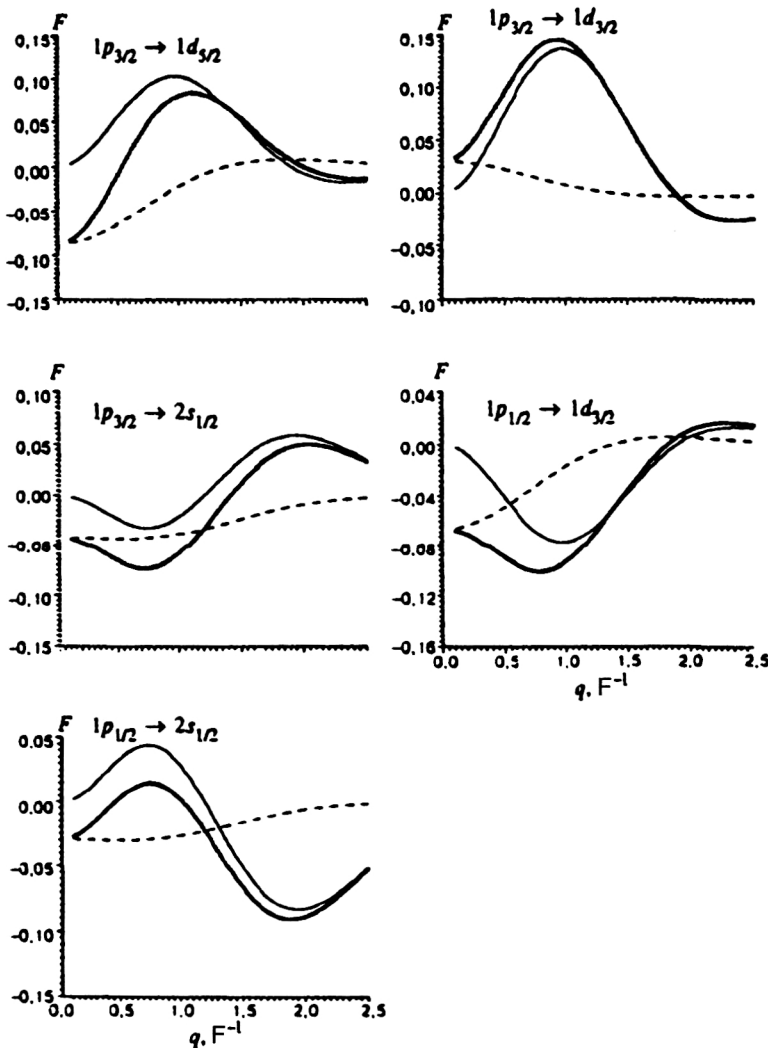 F
1p3/2 → 1d5/2
0,15
0,10
0,05
0,00
-0,05
-0,10
-0,15
F
1p3/2 → 1d3/2
0,15
0,10
0,05
0,00
-0,05
-0,10
F
1p3/2 → 2s1/2
0,10
0,05
0,00
-0,05
-0,10
-0,15
F
1p1/2 → 1d3/2
0,04
0,00
-0,04
-0,08
-0,12
-0,16
0,0 0,5 1,0 1,5 2,0 2,5
q, F⁻¹
F 1p1/2 → 2s1/2
0,05
0,00
-0,05
-0,10
-0,15
0,0 0,5 1,0 1,5 2,0 2,5
q, F⁻¹